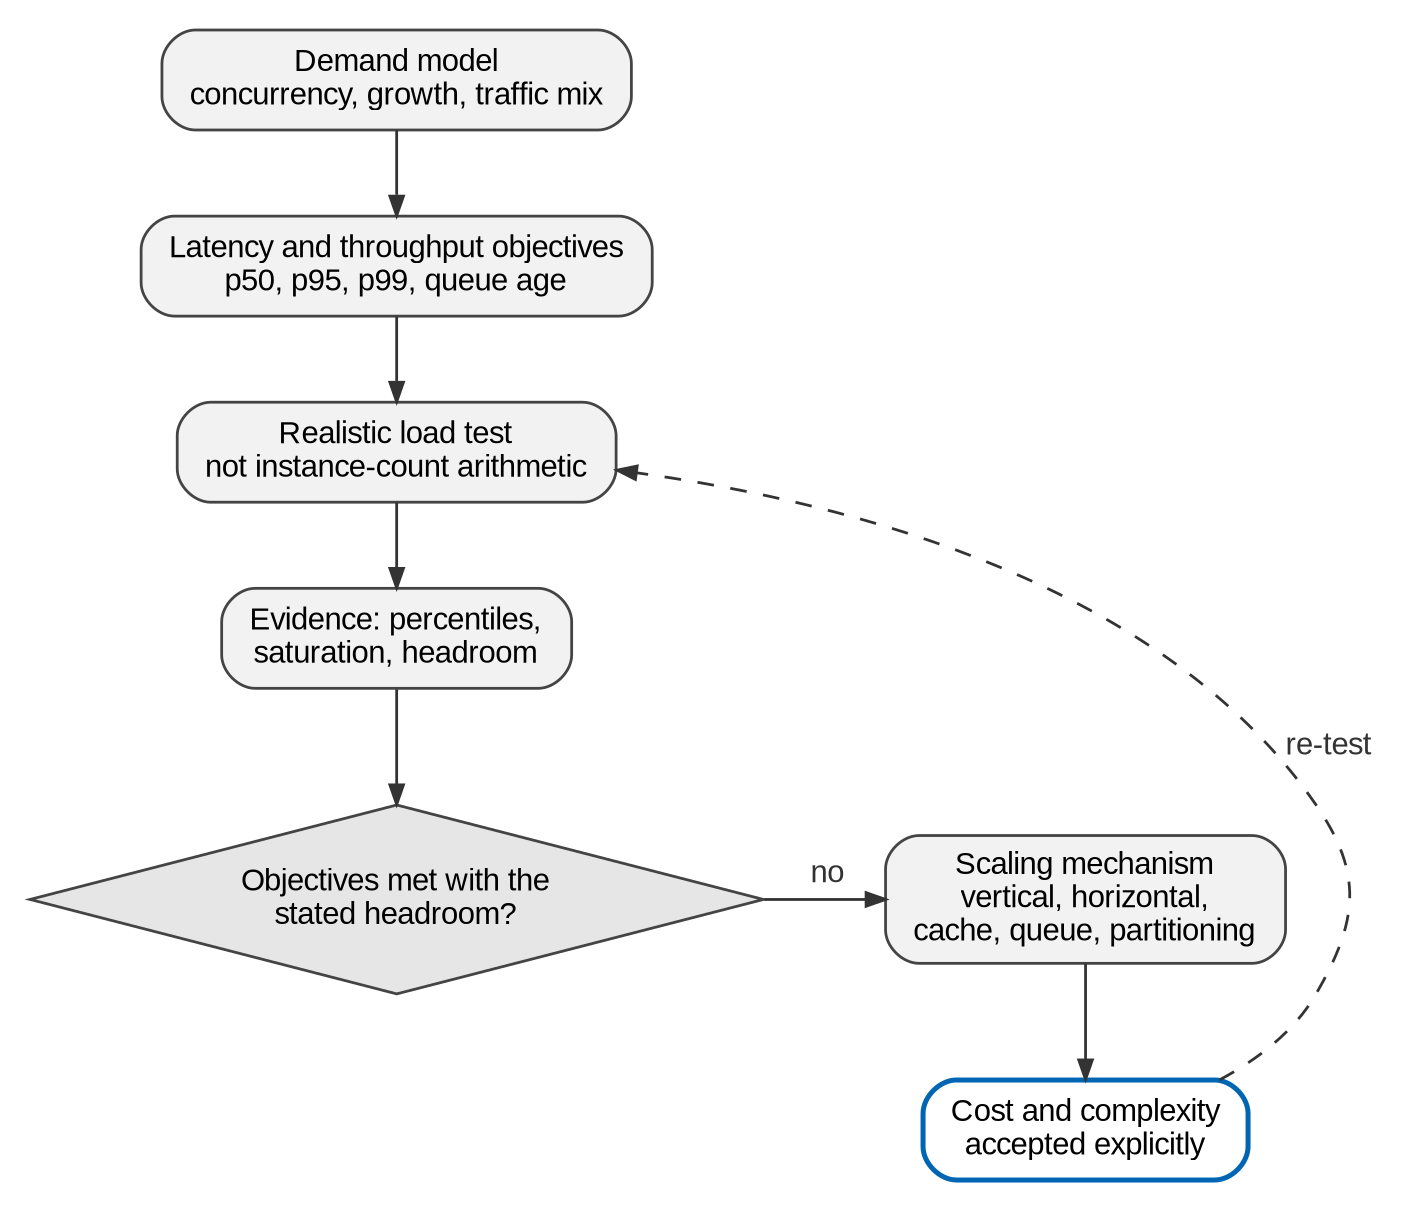 Demand model
concurrency, growth, traffic mix
Latency and throughput objectives
p50, p95, p99, queue age
Realistic load test
not instance-count arithmetic
Evidence: percentiles,
saturation, headroom
re-test
Objectives met with the
stated headroom?
no
Scaling mechanism
vertical, horizontal,
cache, queue, partitioning
Cost and complexity
accepted explicitly